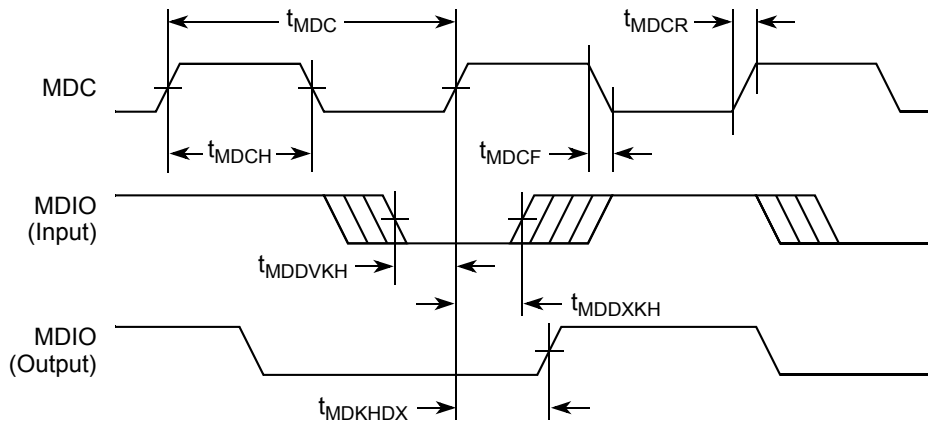 tMDC
tMDCR
MDC
tMDCH
tMDCF
MDIO
(Input)
tMDDVKH
tMDDXKH
MDIO
(Output)
tMDKHDX